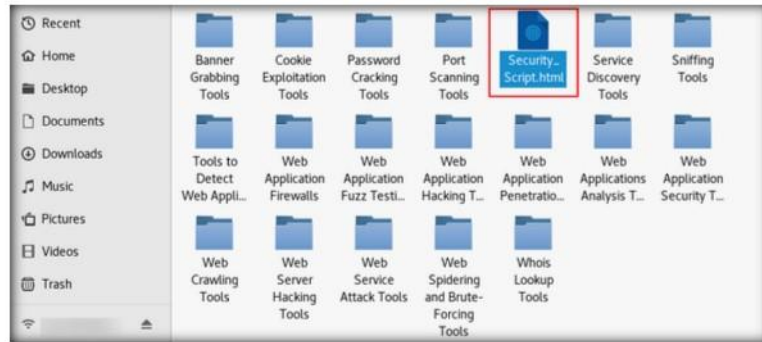 Recent
Home
Desktop
Documents
Downloads
Music
Pictures
Videos
Trash
Banner
Grabbing
Tools
Cookie
Exploitation
Tools
Password
Cracking
Tools
Port
Scanning
Tools
Security_
Script.html
Service
Discovery
Tools
Sniffing
Tools
Tools to
Detect
Web Appli...
Web
Application
Firewalls
Web
Application
Fuzz Testi...
Web
Application
Hacking T...
Web
Application
Penetratio...
Web
Applications
Analysis T...
Web
Application
Security T...
Web
Crawling
Tools
Web
Server
Hacking
Tools
Web
Service
Attack Tools
Web
Spidering
and Brute-
Forcing
Tools
Whois
Lookup
Tools